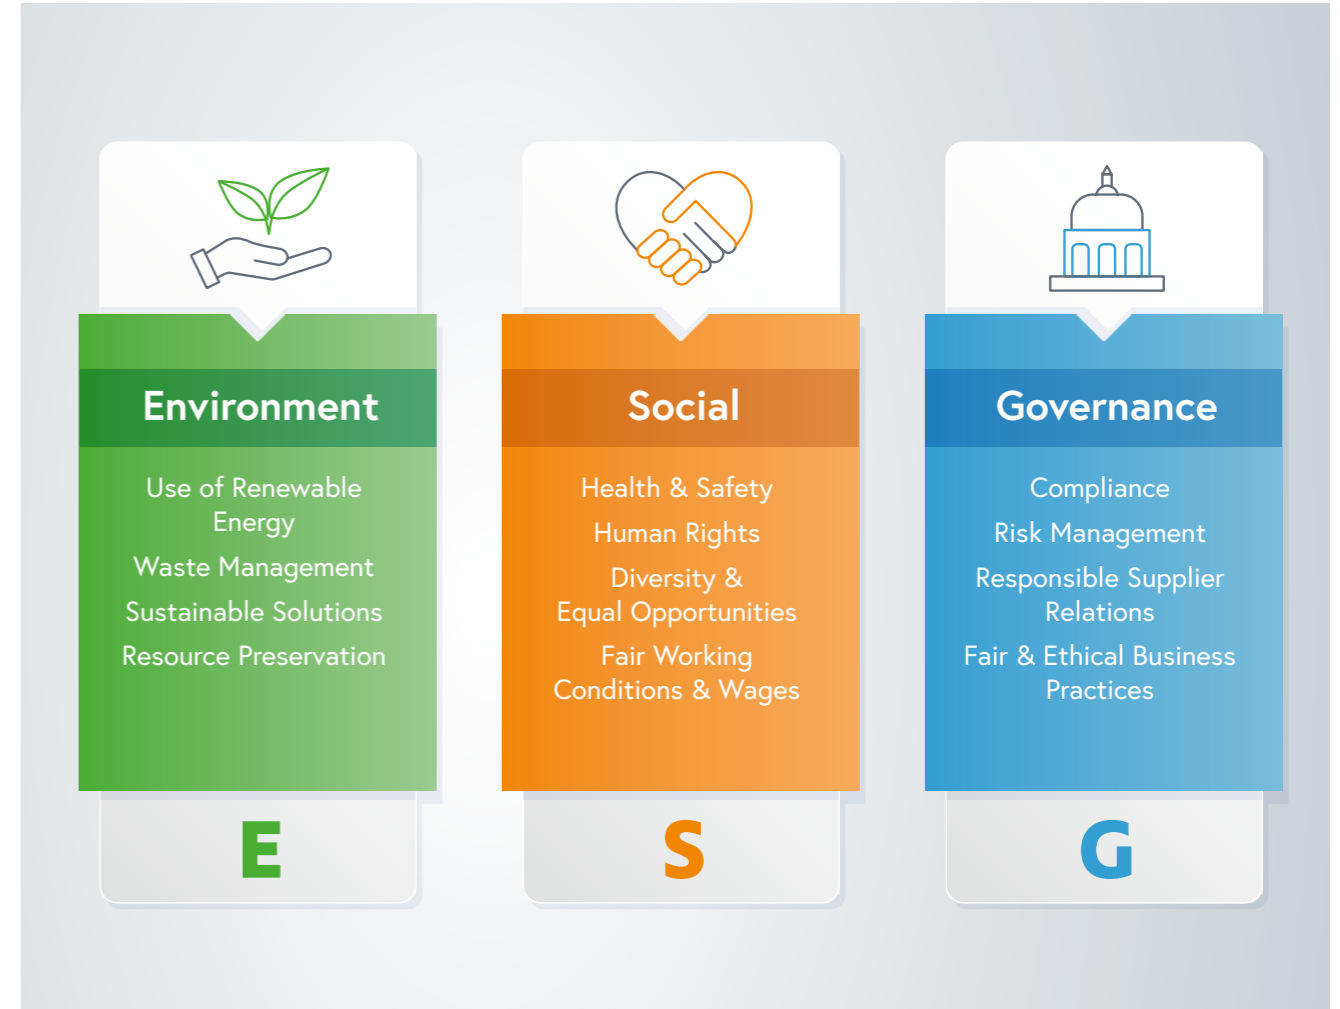 Environment
Use of Renewable
Energy
Waste Management
Sustainable Solutions
Resource Preservation
E
Social
Health & Safety
Human Rights
Diversity &
Equal Opportunities
Fair Working
Conditions & Wages
S
Governance
Compliance
Risk Management
Responsible Supplier
Relations
Fair & Ethical Business
Practices
G